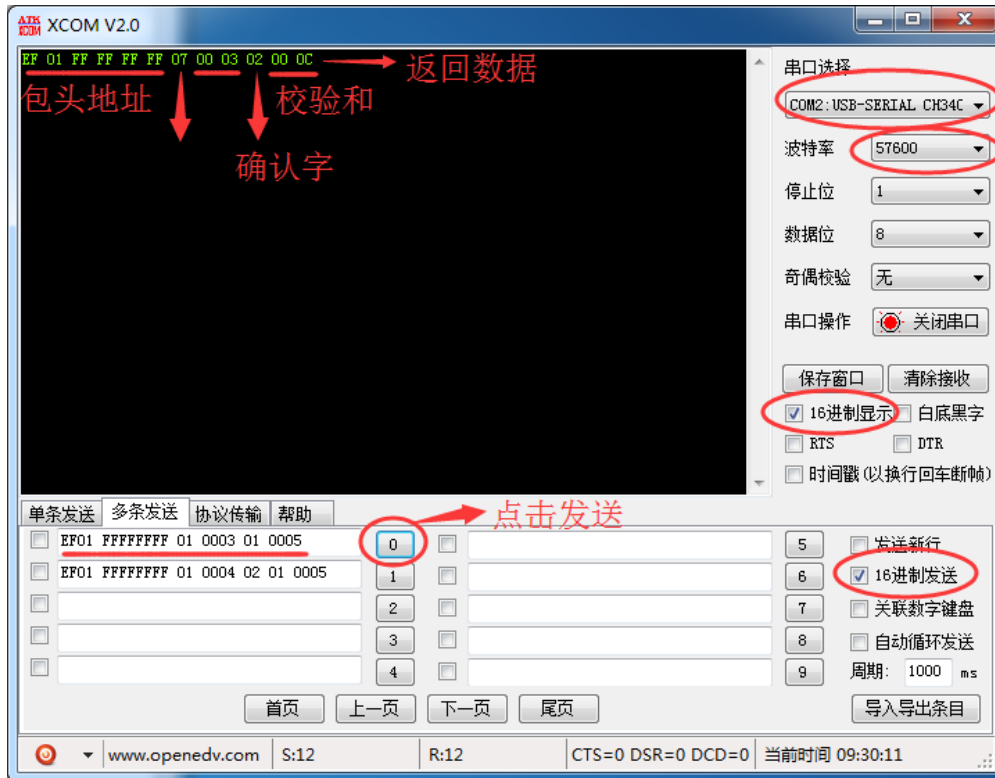 ATK XCOM XCOM V2.0
EF 01 FF FF FF FF 07 00 03 02 00 0C
返回数据
包头地址
校验和
确认字
串口选择
COM2:USB-SERIAL CH34C
波特率
57600
停止位
1
数据位
8
奇偶校验
无
串口操作
关闭串口
保存窗口
清除接收
16进制显示
白底黑字
RTS
DTR
时间戳(以换行回车断帧)
单条发送
多条发送
协议传输
帮助
点击发送
EF01 FFFFFFFF 01 0003 01 0005
0
5
发送新行
EF01 FFFFFFFF 01 0004 02 01 0005
1
6
16进制发送
2
7
关联数字键盘
3
8
自动循环发送
4
9
周期: 1000 ms
首页
上一页
下一页
尾页
导入导出条目
www.openedv.com
S:12
R:12
CTS=0 DSR=0 DCD=0
当前时间 09:30:11